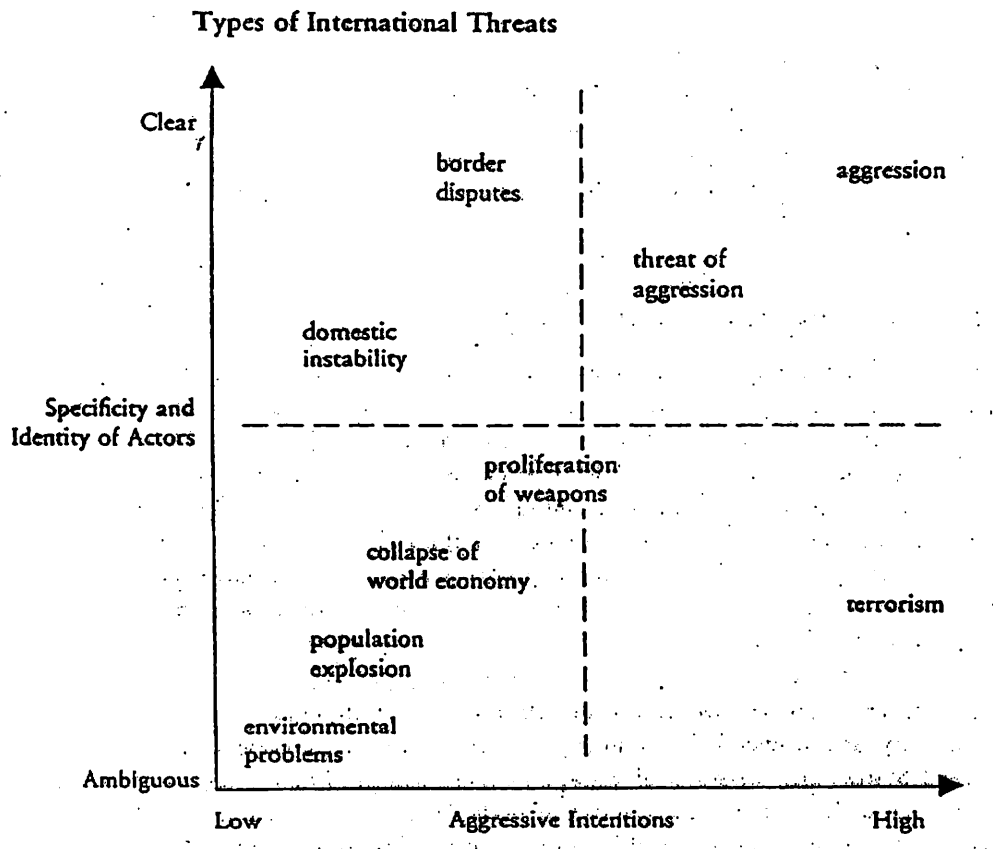 Types of International Threats
Clear
border
disputes
aggression
threat of
aggression
domestic
instability
Specificity and
Identity of Actors
proliferation
of weapons
collapse of
world economy
terrorism
population
explosion
environmental
problems
Ambiguous
Low
Aggressive Intentions
High